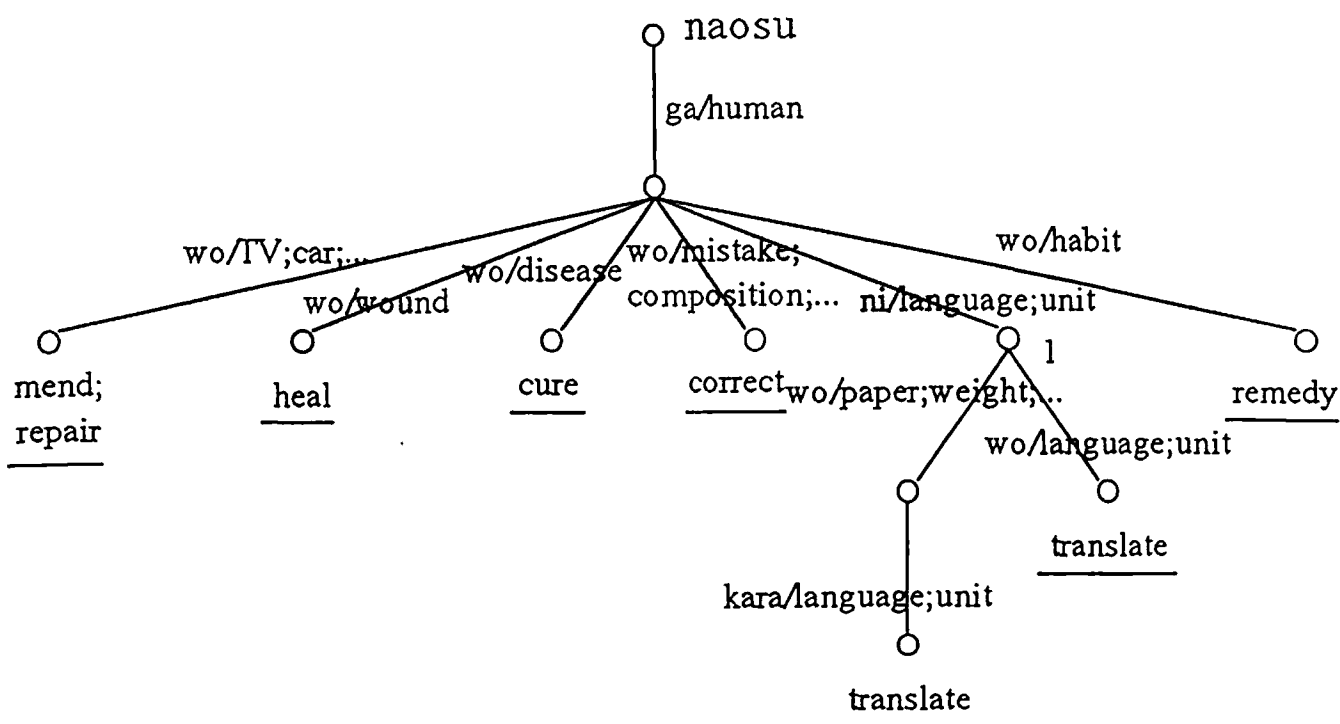 naosu
ga/human
wo/TV;car;...
wo/wound
wo/disease
wo/mistake;
composition;...
ni/language;unit
wo/habit
mend;
repair
heal
cure
correct
1
remedy
wo/paper;weight;...
wo/language;unit
translate
kara/language;unit
translate